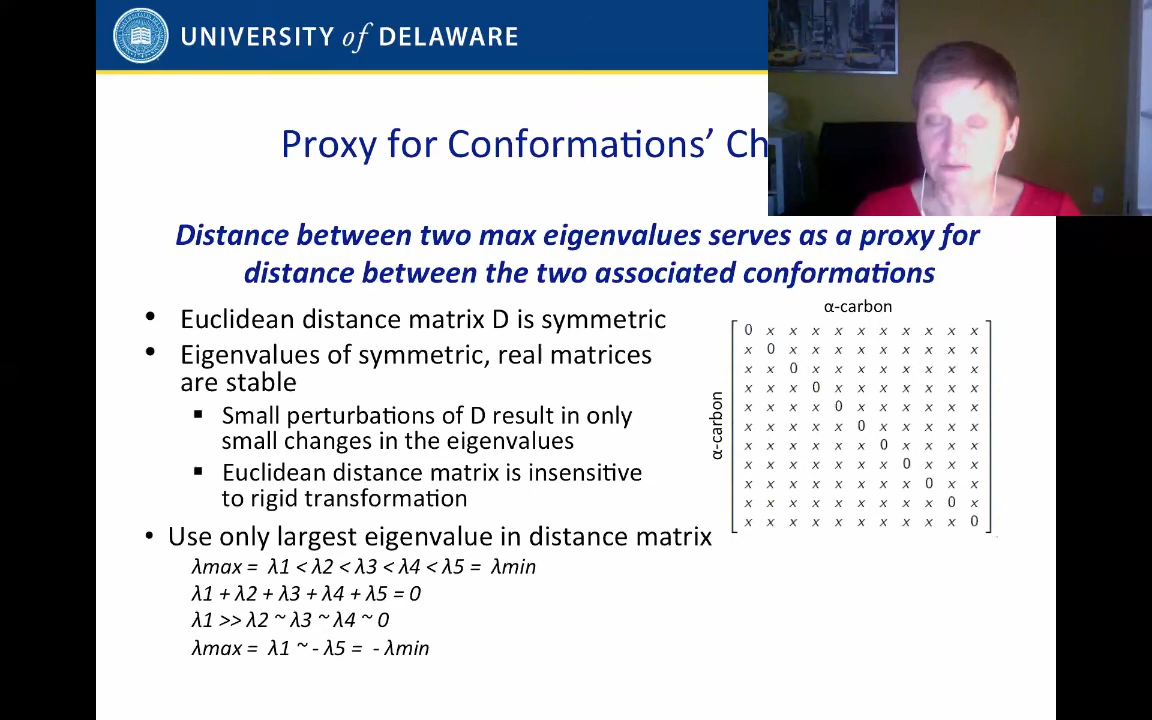 UNIVERSITY of DELAWARE
Proxy for Conformations’ Ch
Distance between two max eigenvalues serves as a proxy for
distance between the two associated conformations
• Euclidean distance matrix D is symmetric
• Eigenvalues of symmetric, real matrices
are stable
▪ Small perturbations of D result in only
small changes in the eigenvalues
▪ Euclidean distance matrix is insensitive
to rigid transformation
• Use only largest eigenvalue in distance matrix
λmax = λ1 < λ2 < λ3 < λ4 < λ5 = λmin
λ1 + λ2 + λ3 + λ4 + λ5 = 0
λ1 >> λ2 ~ λ3 ~ λ4 ~ 0
λmax = λ1 ~ - λ5 = - λmin
α-carbon
α-carbon
0 x x x x x x x x x x
x 0 x x x x x x x x x
x x 0 x x x x x x x x
x x x 0 x x x x x x x
x x x x 0 x x x x x x
x x x x x 0 x x x x x
x x x x x x 0 x x x x
x x x x x x x 0 x x x
x x x x x x x x 0 x x
x x x x x x x x x 0 x
x x x x x x x x x x 0